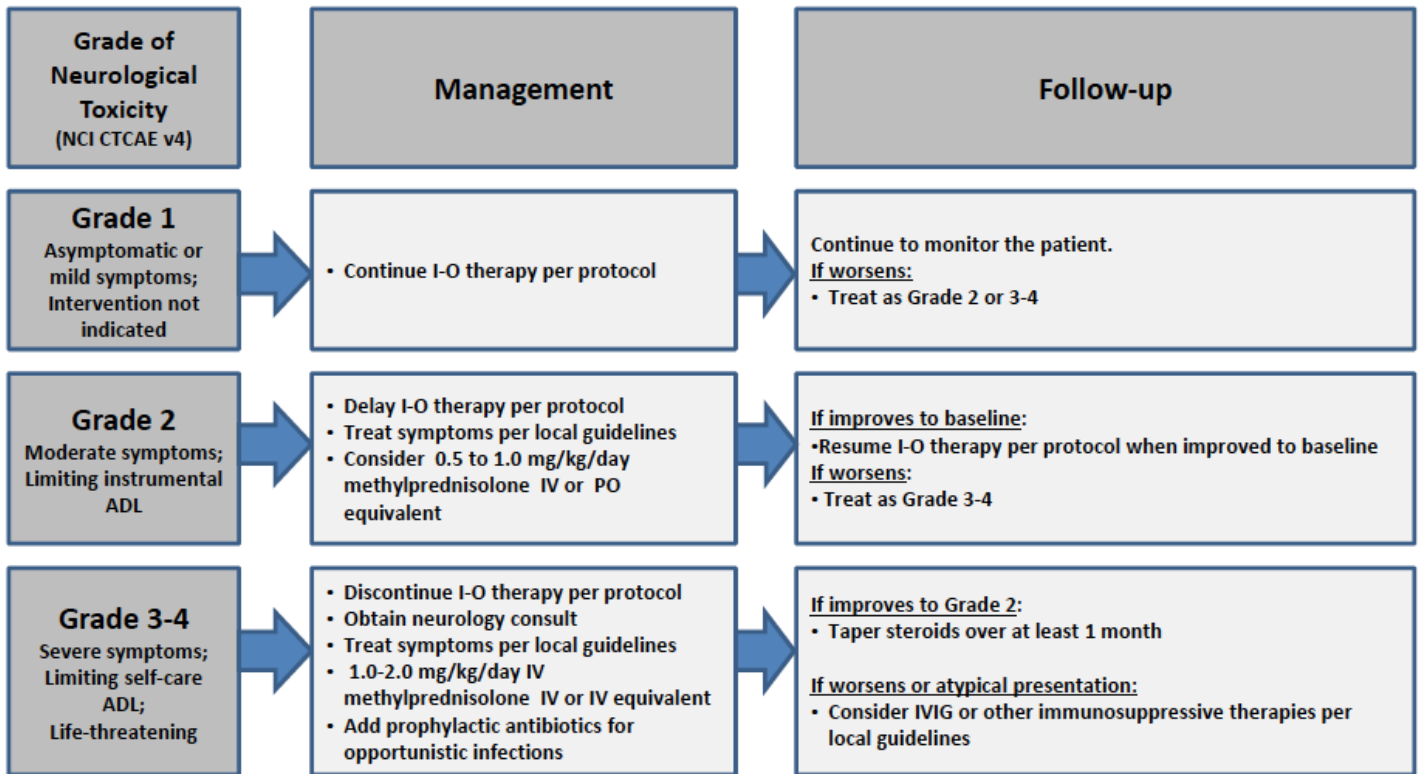 Grade of
Neurological
Toxicity
(NCI CTCAE v4)
Management
Follow-up
Grade 1
Asymptomatic or
mild symptoms;
Intervention not
indicated
• Continue I-O therapy per protocol
Continue to monitor the patient.
If worsens:
• Treat as Grade 2 or 3-4
Grade 2
Moderate symptoms;
Limiting instrumental
ADL
• Delay I-O therapy per protocol
• Treat symptoms per local guidelines
• Consider 0.5 to 1.0 mg/kg/day
methylprednisolone IV or PO
equivalent
If improves to baseline:
•Resume I-O therapy per protocol when improved to baseline
If worsens:
• Treat as Grade 3-4
Grade 3-4
Severe symptoms;
Limiting self-care
ADL;
Life-threatening
• Discontinue I-O therapy per protocol
• Obtain neurology consult
• Treat symptoms per local guidelines
• 1.0-2.0 mg/kg/day IV
methylprednisolone IV or IV equivalent
• Add prophylactic antibiotics for
opportunistic infections
If improves to Grade 2:
• Taper steroids over at least 1 month
If worsens or atypical presentation:
• Consider IVIG or other immunosuppressive therapies per
local guidelines